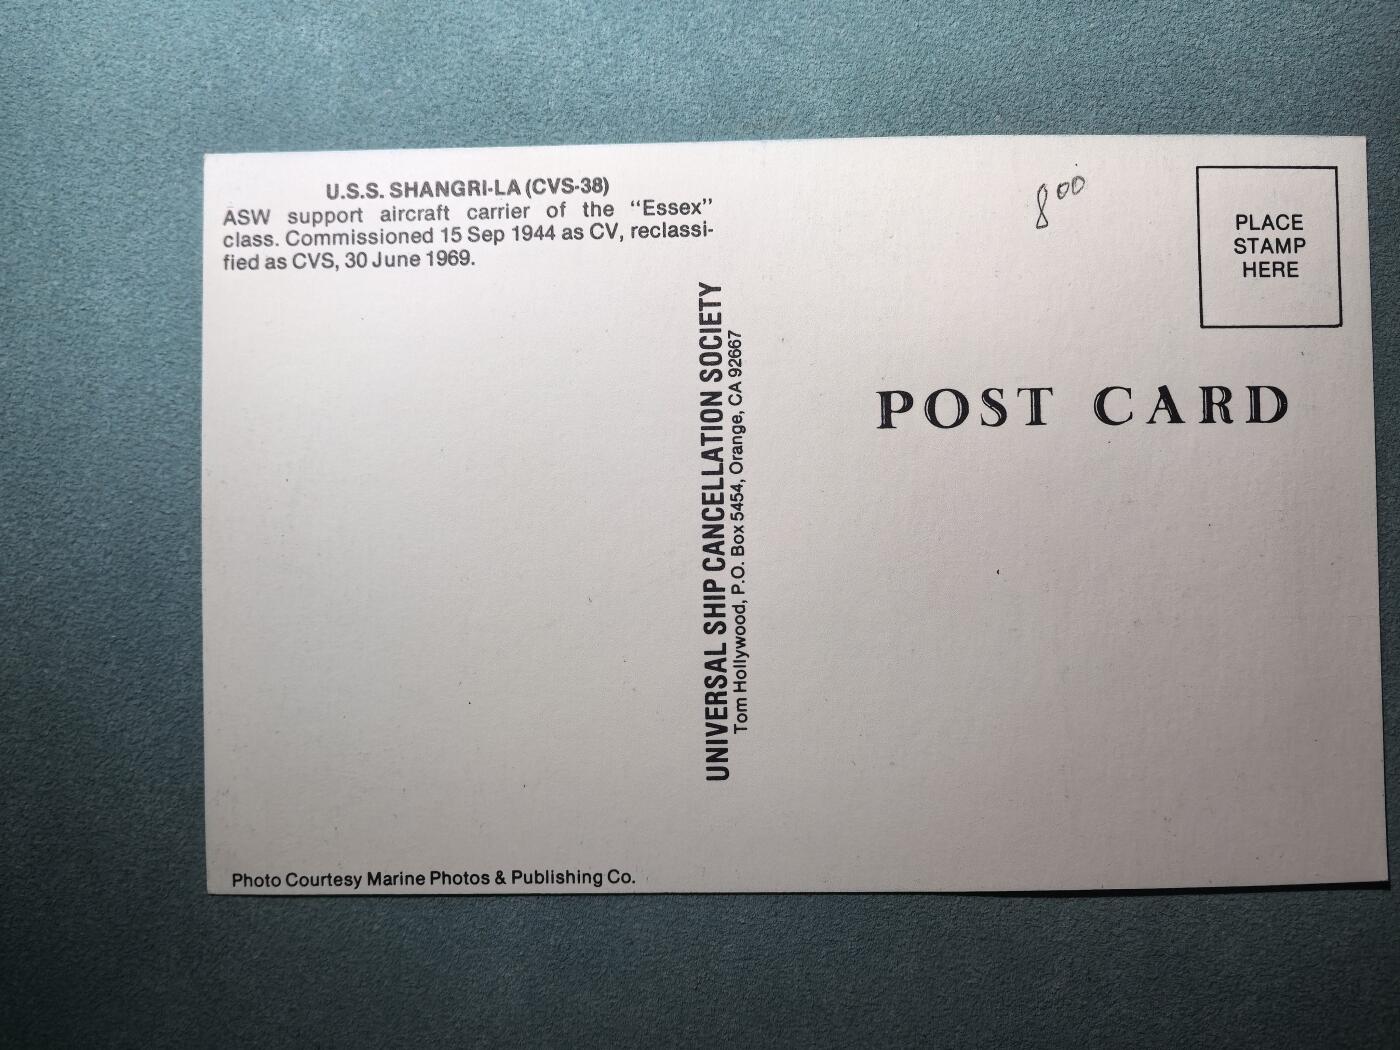 U.S.S. SHANGRI-LA (CVS-38)
ASW support aircraft carrier of the "Essex"
class. Commissioned 15 Sep 1944 as CV, reclassi-
fied as CVS, 30 June 1969.
Photo Courtesy Marine Photos & Publishing Co.
UNIVERSAL SHIP CANCELLATION SOCIETY
Tom Hollywood, P.O. Box 5454, Orange, CA 92667
800
PLACE
STAMP
HERE
POST CARD